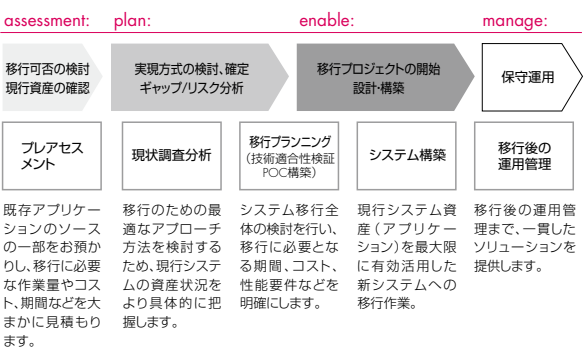 assessment:
plan:
enable:
manage:
移行可否の検討
現行資産の確認
実現方式の検討、確定
ギャップ/リスク分析
移行プロジェクトの開始
設計・構築
保守運用
プレアセス
メント
現状調査分析
移行プランニング
(技術適合性検証
POC構築)
システム構築
移行後の
運用管理
既存アプリケー
ションのソース
の一部をお預か
りし、移行に必要
な作業量やコス
ト、期間などを大
まかに見積もり
ます。
移行のための最
適なアプローチ
方法を検討する
ため、現行システ
ムの資産状況を
より具体的に把
握します。
システム移行全
体の検討を行い、
移行に必要とな
る期間、コスト、
性能要件などを
明確にします。
現行システム資
産(アプリケー
ション)を最大限
に有効活用した
新システムへの
移行作業。
移行後の運用管
理まで、一貫した
ソリューションを
提供します。